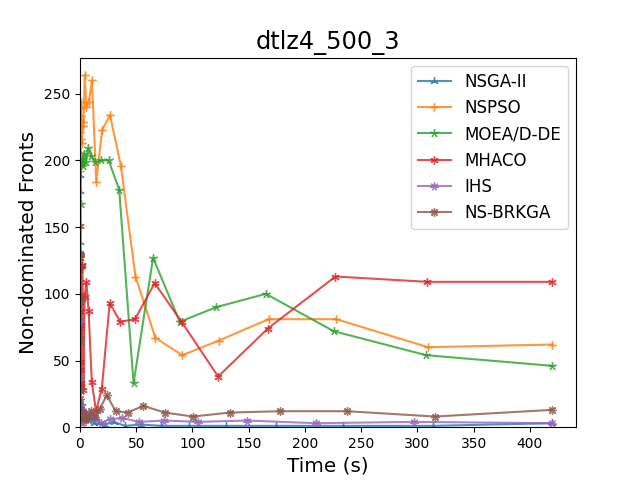 dtlz4_500_3
Non-dominated Fronts
250
200
150
100
50
0
0 50 100 150 200 250 300 350 400
Time (s)
NSGA-II
NSPSO
MOEA/D-DE
MHACO
IHS
NS-BRKGA